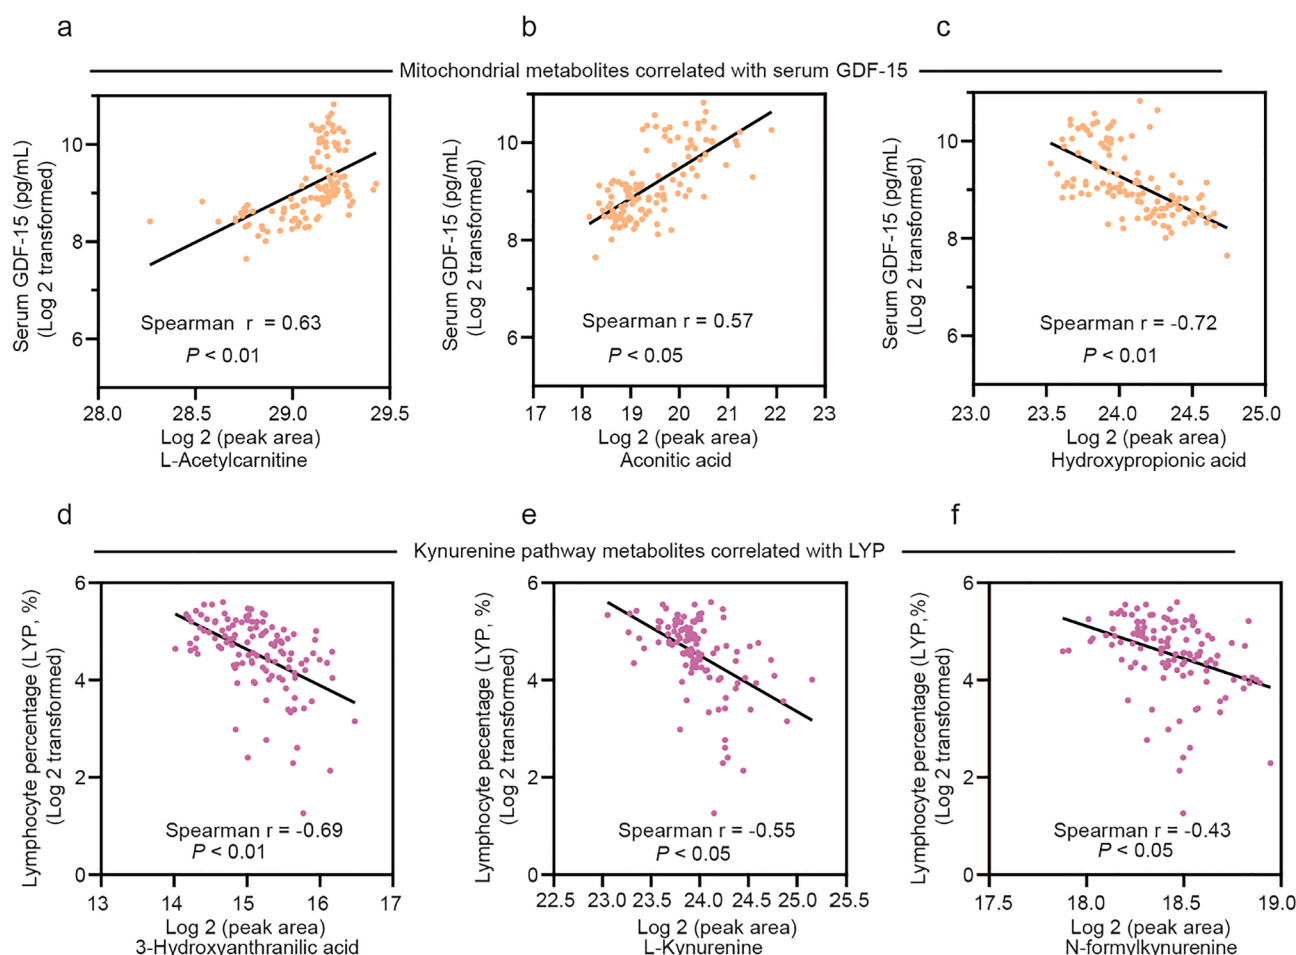 a
b
c
Mitochondrial metabolites correlated with serum GDF-15
Serum GDF-15 (pg/mL)
(Log 2 transformed)
10
8
6
Spearman r = 0.63
P < 0.01
28.0 28.5 29.0 29.5
Log 2 (peak area)
L-Acetylcarnitine
Serum GDF-15 (pg/mL)
(Log 2 transformed)
10
8
6
Spearman r = 0.57
P < 0.05
17 18 19 20 21 22 23
Log 2 (peak area)
Aconitic acid
Serum GDF-15 (pg/mL)
(Log 2 transformed)
10
8
6
Spearman r = -0.72
P < 0.01
23.0 23.5 24.0 24.5 25.0
Log 2 (peak area)
Hydroxypropionic acid
d
e
f
Kynurenine pathway metabolites correlated with LYP
Lymphocyte percentage (LYP, %)
(Log 2 transformed)
6
4
2
0
Spearman r = -0.69
P < 0.01
13 14 15 16 17
Log 2 (peak area)
3-Hydroxyanthranilic acid
Lymphocyte pecentage (LYP, %)
(Log 2 transformed)
6
4
2
0
Spearman r = -0.55
P < 0.05
22.5 23.0 23.5 24.0 24.5 25.0 25.5
Log 2 (peak area)
L-Kynurenine
Lymphocyte percentage (LYP, %)
(Log 2 transformed)
6
4
2
0
Spearman r = -0.43
P < 0.05
17.5 18.0 18.5 19.0
Log 2 (peak area)
N-formylkynurenine